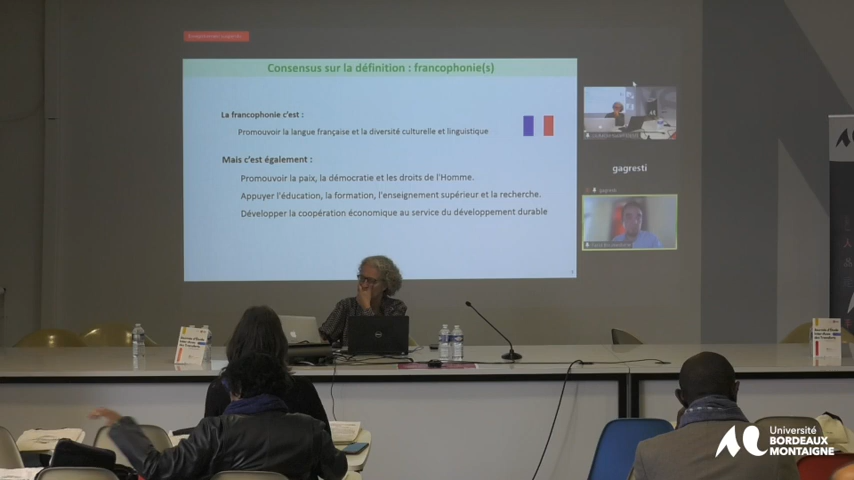 Consensus sur la définition : francophonie(s)
La francophonie c'est :
Promouvoir la langue française et la diversité culturelle et linguistique
Mais c'est également :
Promouvoir la paix, la démocratie et les droits de l'Homme.
Appuyer l'éducation, la formation, l'enseignement supérieur et la recherche.
Développer la coopération économique au service du développement durable
gagresti
gagresti
DELL
Université
BORDEAUX
MONTAIGNE